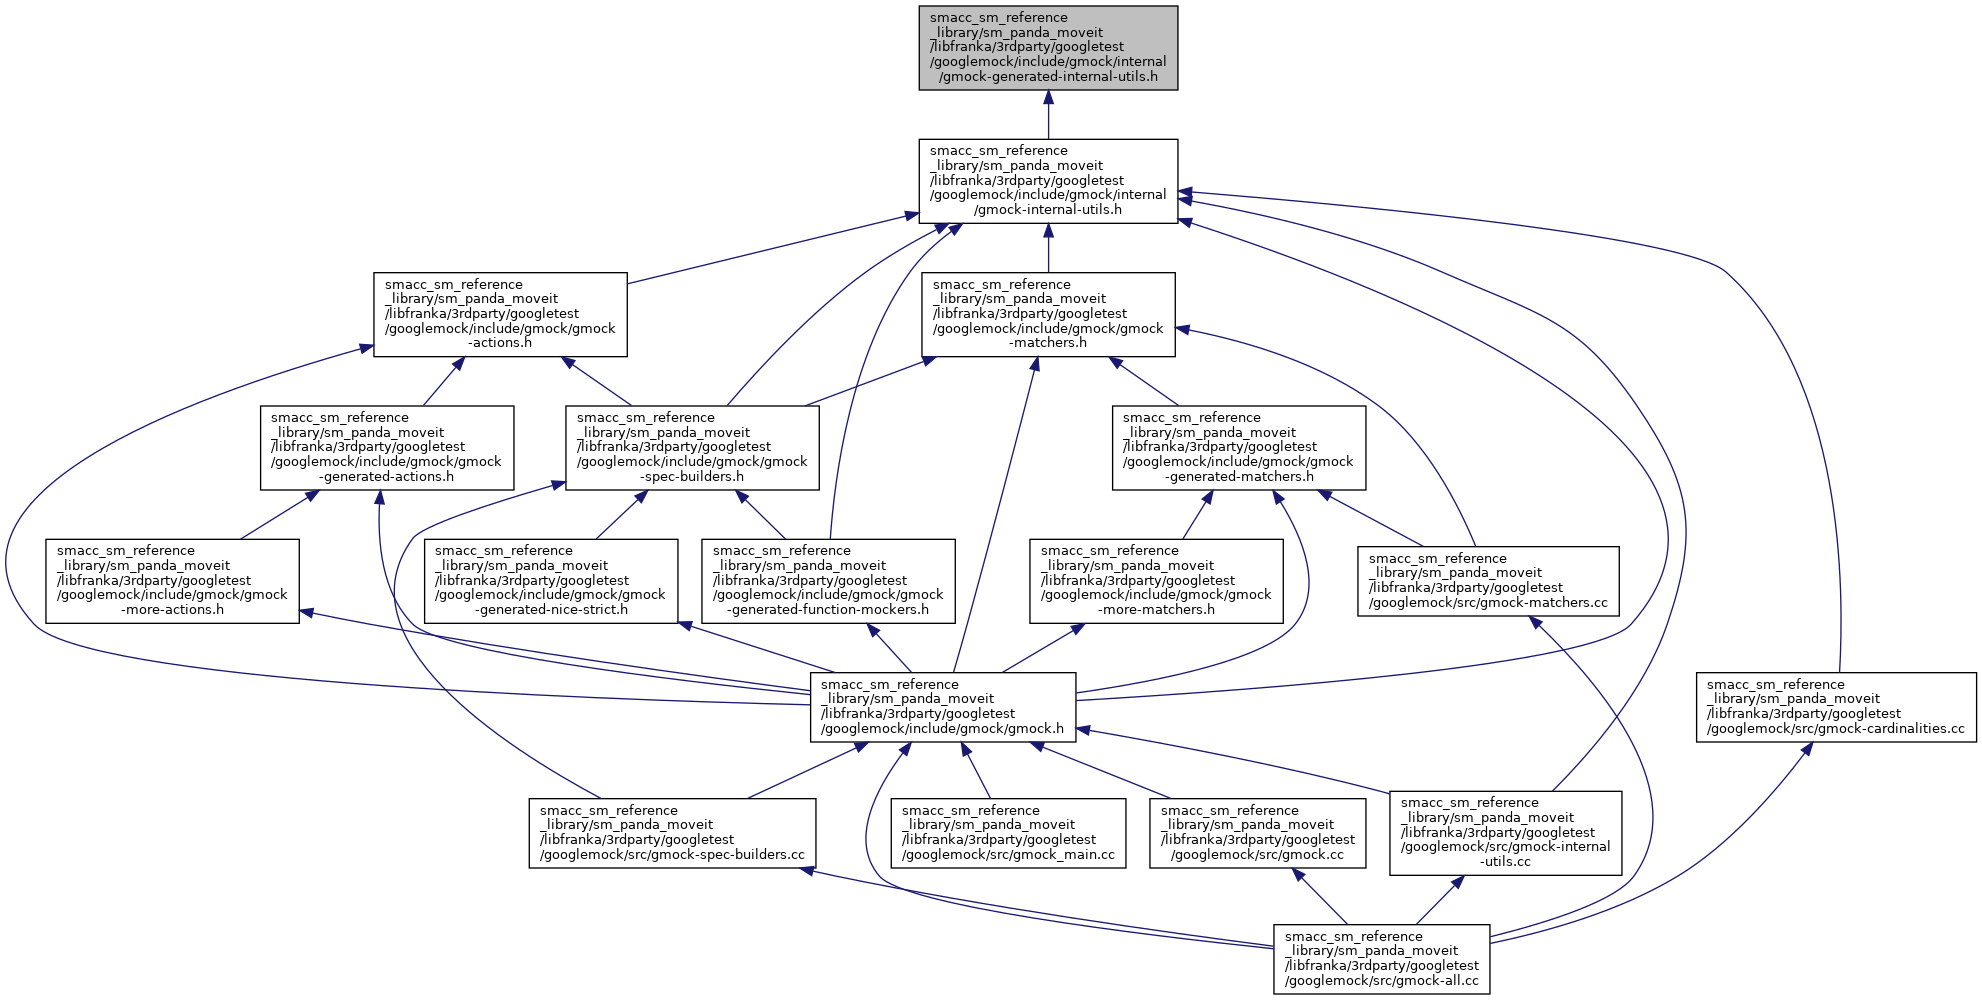 smacc_sm_reference
_library/sm_panda_moveit
/libfranka/3rdparty/googletest
/googlemock/include/gmock/internal
/gmock-generated-internal-utils.h
smacc_sm_reference
_library/sm_panda_moveit
/libfranka/3rdparty/googletest
/googlemock/include/gmock/internal
/gmock-internal-utils.h
smacc_sm_reference
_library/sm_panda_moveit
/libfranka/3rdparty/googletest
/googlemock/include/gmock/gmock
-actions.h
smacc_sm_reference
_library/sm_panda_moveit
/libfranka/3rdparty/googletest
/googlemock/include/gmock/gmock
-matchers.h
smacc_sm_reference
_library/sm_panda_moveit
/libfranka/3rdparty/googletest
/googlemock/include/gmock/gmock
-generated-actions.h
smacc_sm_reference
_library/sm_panda_moveit
/libfranka/3rdparty/googletest
/googlemock/include/gmock/gmock
-spec-builders.h
smacc_sm_reference
_library/sm_panda_moveit
/libfranka/3rdparty/googletest
/googlemock/include/gmock/gmock
-generated-matchers.h
smacc_sm_reference
_library/sm_panda_moveit
/libfranka/3rdparty/googletest
/googlemock/include/gmock/gmock
-more-actions.h
smacc_sm_reference
_library/sm_panda_moveit
/libfranka/3rdparty/googletest
/googlemock/include/gmock/gmock
-generated-nice-strict.h
smacc_sm_reference
_library/sm_panda_moveit
/libfranka/3rdparty/googletest
/googlemock/include/gmock/gmock
-generated-function-mockers.h
smacc_sm_reference
_library/sm_panda_moveit
/libfranka/3rdparty/googletest
/googlemock/include/gmock/gmock
-more-matchers.h
smacc_sm_reference
_library/sm_panda_moveit
/libfranka/3rdparty/googletest
/googlemock/src/gmock-matchers.cc
smacc_sm_reference
_library/sm_panda_moveit
/libfranka/3rdparty/googletest
/googlemock/include/gmock/gmock.h
smacc_sm_reference
_library/sm_panda_moveit
/libfranka/3rdparty/googletest
/googlemock/src/gmock-cardinalities.cc
smacc_sm_reference
_library/sm_panda_moveit
/libfranka/3rdparty/googletest
/googlemock/src/gmock-spec-builders.cc
smacc_sm_reference
_library/sm_panda_moveit
/libfranka/3rdparty/googletest
/googlemock/src/gmock_main.cc
smacc_sm_reference
_library/sm_panda_moveit
/libfranka/3rdparty/googletest
/googlemock/src/gmock.cc
smacc_sm_reference
_library/sm_panda_moveit
/libfranka/3rdparty/googletest
/googlemock/src/gmock-internal
-utils.cc
smacc_sm_reference
_library/sm_panda_moveit
/libfranka/3rdparty/googletest
/googlemock/src/gmock-all.cc